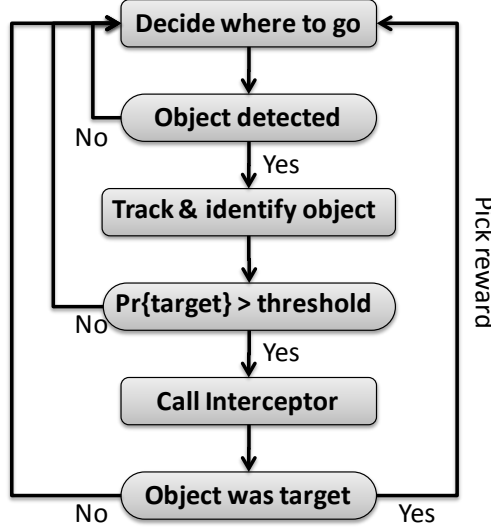 Decide where to go
Object detected
No
Yes
Track & identify object
Pick reward
Pr{target} > threshold
No
Yes
Call Interceptor
Object was target
No
Yes